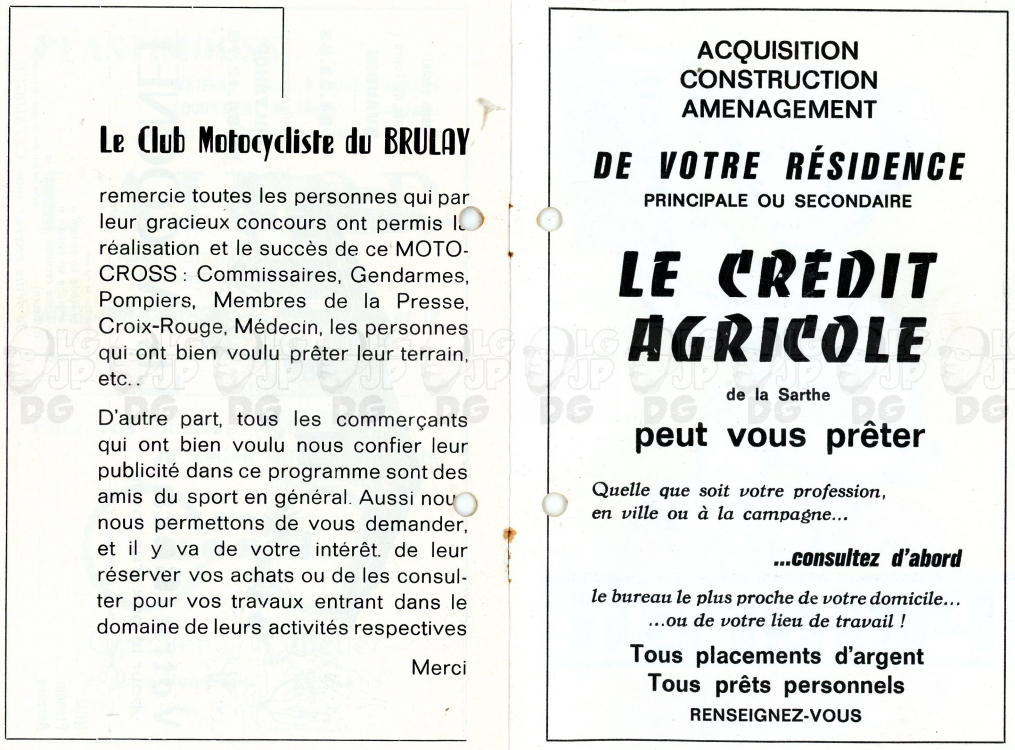 Le Club Motocycliste du BRULAY
remercie toutes les personnes qui par
leur gracieux concours ont permis
réalisation et le succès de ce MOTO-
CROSS : Commissaires, Gendarmes,
Pompiers, Membres de la Presse,
Croix-Rouge, Médecin, les personnes
qui ont bien voulu prêter leur terrain,
etc..
D'autre part, tous les commerçants
qui ont bien voulu nous confier leur
publicité dans ce programme sont des
amis du sport en général. Aussi nous
nous permettons de vous demander,
et il y va de votre intérêt. de leur
réserver vos achats ou de les consul-
ter pour vos travaux entrant dans le
domaine de leurs activités respectives
Merci
ACQUISITION
CONSTRUCTION
AMENAGEMENT
DE VOTRE RÉSIDENCE
PRINCIPALE OU SECONDAIRE
LE CRÉDIT
AGRICOLE
de la Sarthe
peut vous prêter
Quelle que soit votre profession,
en ville ou à la campagne...
...consultez d'abord
le bureau le plus proche de votre domicile...
...ou de votre lieu de travail !
Tous placements d'argent
Tous prêts personnels
RENSEIGNEZ-VOUS
LG JP DG